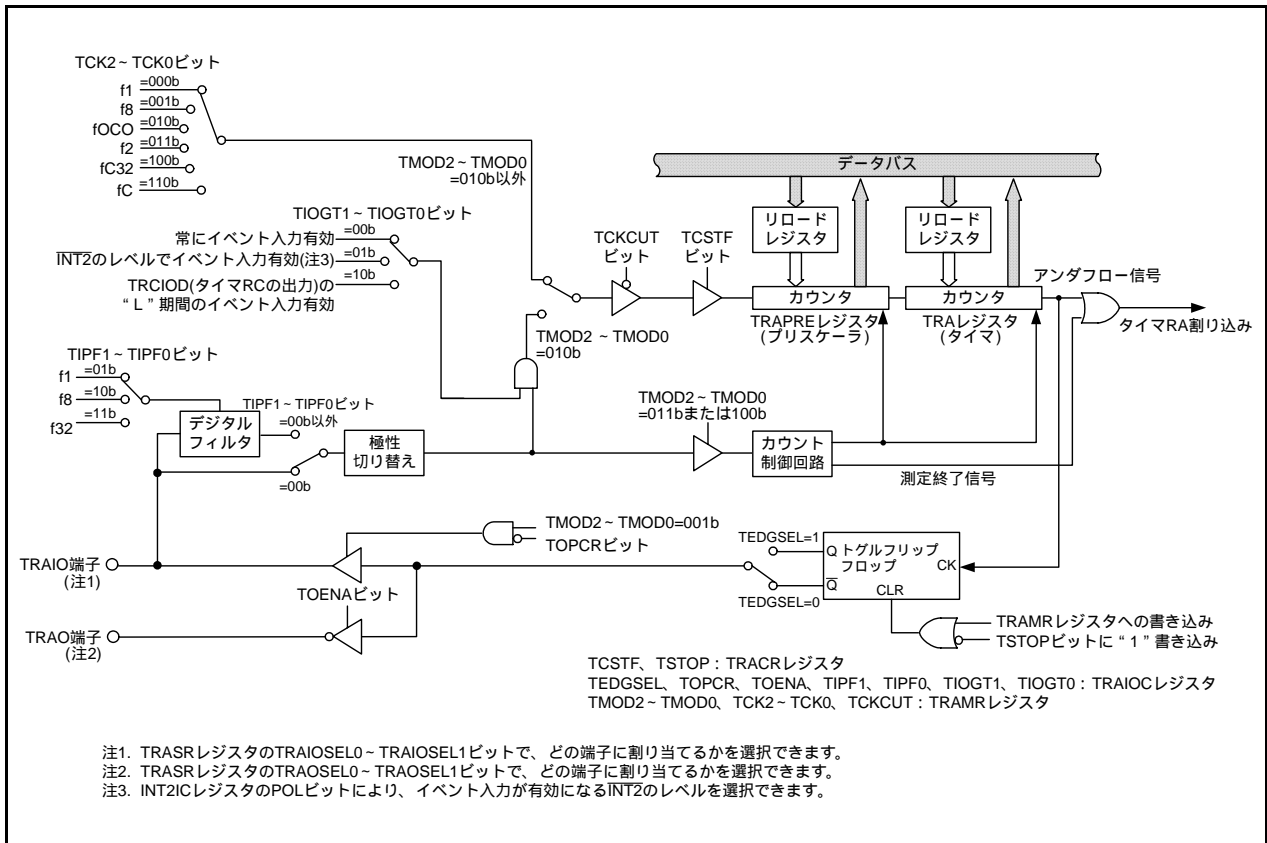 TCK2～TCK0ビット
f1 =000b
f8 =001b
fOCO =010b
f2 =011b
fC32 =100b
fC =110b
TMOD2～TMOD0
=010b以外
データバス
TIOGT1～TIOGT0ビット
常にイベント入力有効 =00b
INT2のレベルでイベント入力有効(注3) =01b
TRCIOD(タイマRCの出力)の =10b
“L”期間のイベント入力有効
TCKCUT
ビット
TCSTF
ビット
リロード
レジスタ
リロード
レジスタ
カウンタ
TRAPREレジスタ
(プリスケーラ)
カウンタ
TRAレジスタ
(タイマ)
アンダフロー信号
タイマRA割り込み
TMOD2～TMOD0
=010b
TIPF1～TIPF0ビット
f1 =01b
f8 =10b
f32 =11b
デジタル
フィルタ
TIPF1～TIPF0ビット
=00b以外
=00b
極性
切り替え
TMOD2～TMOD0
=011bまたは100b
カウント
制御回路
測定終了信号
TMOD2～TMOD0=001b
TOPCRビット
TRAIO端子
(注1)
TOENAビット
TRAO端子
(注2)
TEDGSEL=1
TEDGSEL=0
Q トグルフリップ
フロップ
CK
Q
CLR
TRAMRレジスタへの書き込み
TSTOPビットに“1”書き込み
TCSTF、TSTOP：TRACRレジスタ
TEDGSEL、TOPCR、TOENA、TIPF1、TIPF0、TIOGT1、TIOGT0：TRAIOCレジスタ
TMOD2～TMOD0、TCK2～TCK0、TCKCUT：TRAMRレジスタ
注1. TRASRレジスタのTRAIOSEL0～TRAIOSEL1ビットで、どの端子に割り当てるかを選択できます。
注2. TRASRレジスタのTRAOSEL0～TRAOSEL1ビットで、どの端子に割り当てるかを選択できます。
注3. INT2ICレジスタのPOLビットにより、イベント入力が有効になるINT2のレベルを選択できます。